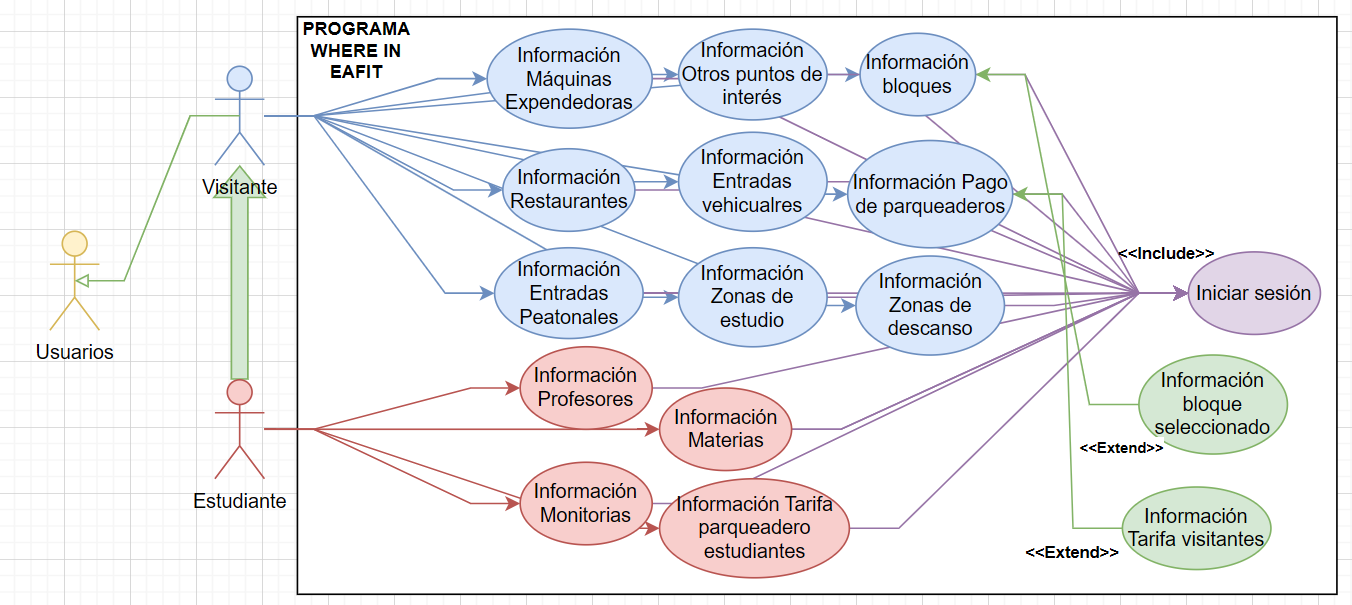 PROGRAMA
WHERE IN
EAFIT
Información
Máquinas
Expendedoras
Información
Otros puntos de
interés
Información
bloques
Visitante
Información
Restaurantes
Información
Entradas
vehicualres
Información Pago
de parqueaderos
<<Include>>
Usuarios
Información
Entradas
Peatonales
Información
Zonas de
estudio
Información
Zonas de
descanso
Iniciar sesión
Información
Profesores
Información
Materias
Información
bloque
seleccionado
<<Extend>>
Estudiante
Información
Monitorias
Información Tarifa
parqueadero
estudiantes
Información
Tarifa visitantes
<<Extend>>